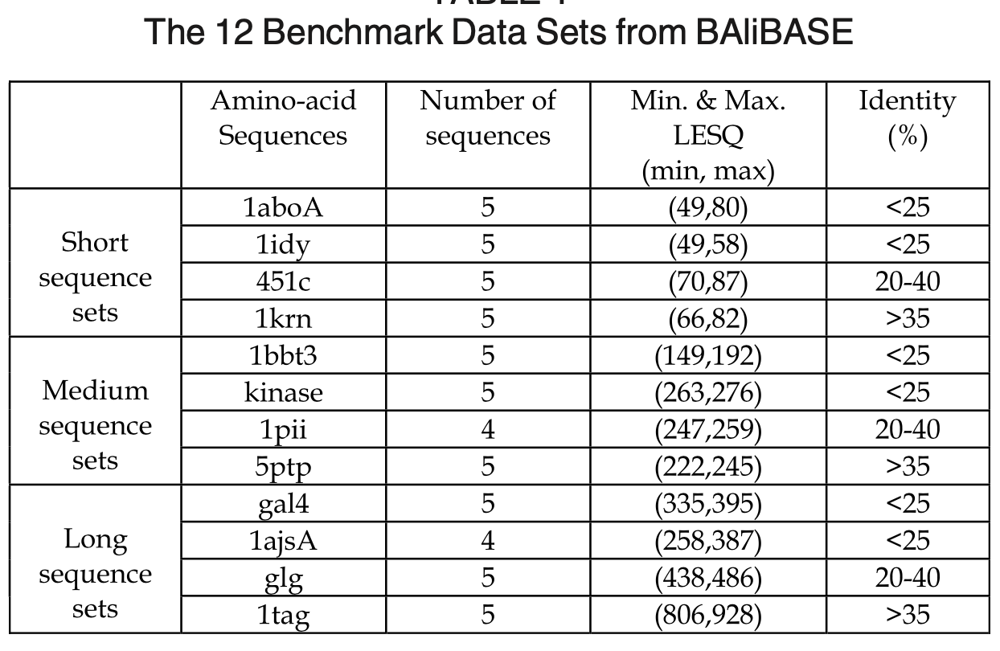 The 12 Benchmark Data Sets from BAliBASE
Amino-acid Sequences	Number of sequences	Min. & Max. LESQ (min, max)	Identity (%)
Short sequence sets
1aboA	5	(49,80)	<25
1idy	5	(49,58)	<25
451c	5	(70,87)	20-40
1krn	5	(66,82)	>35
Medium sequence sets
1bbt3	5	(149,192)	<25
kinase	5	(263,276)	<25
1pii	4	(247,259)	20-40
5ptp	5	(222,245)	>35
Long sequence sets
gal4	5	(335,395)	<25
1ajsA	4	(258,387)	<25
glg	5	(438,486)	20-40
1tag	5	(806,928)	>35